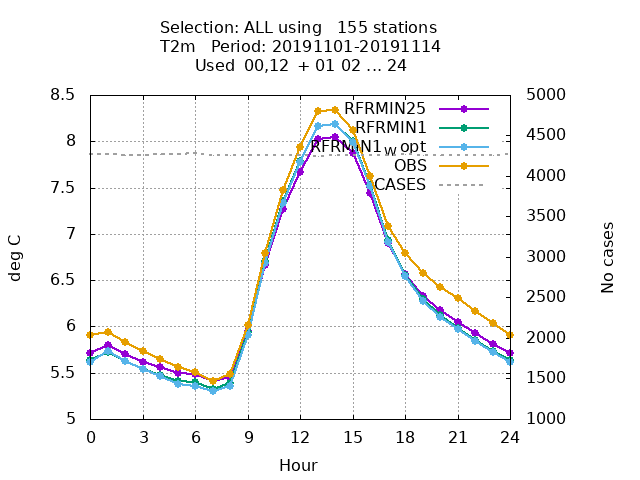 Selection: ALL using 155 stations
T2m Period: 20191101-20191114
Used 00,12 + 01 02 ... 24
8.5
8
7.5
7
6.5
6
5.5
5
deg C
5000
4500
4000
3500
3000
2500
2000
1500
1000
No cases
RFRMIN25
RFRMIN1
RFRMIN1w opt
OBS
CASES
0 3 6 9 12 15 18 21 24
Hour